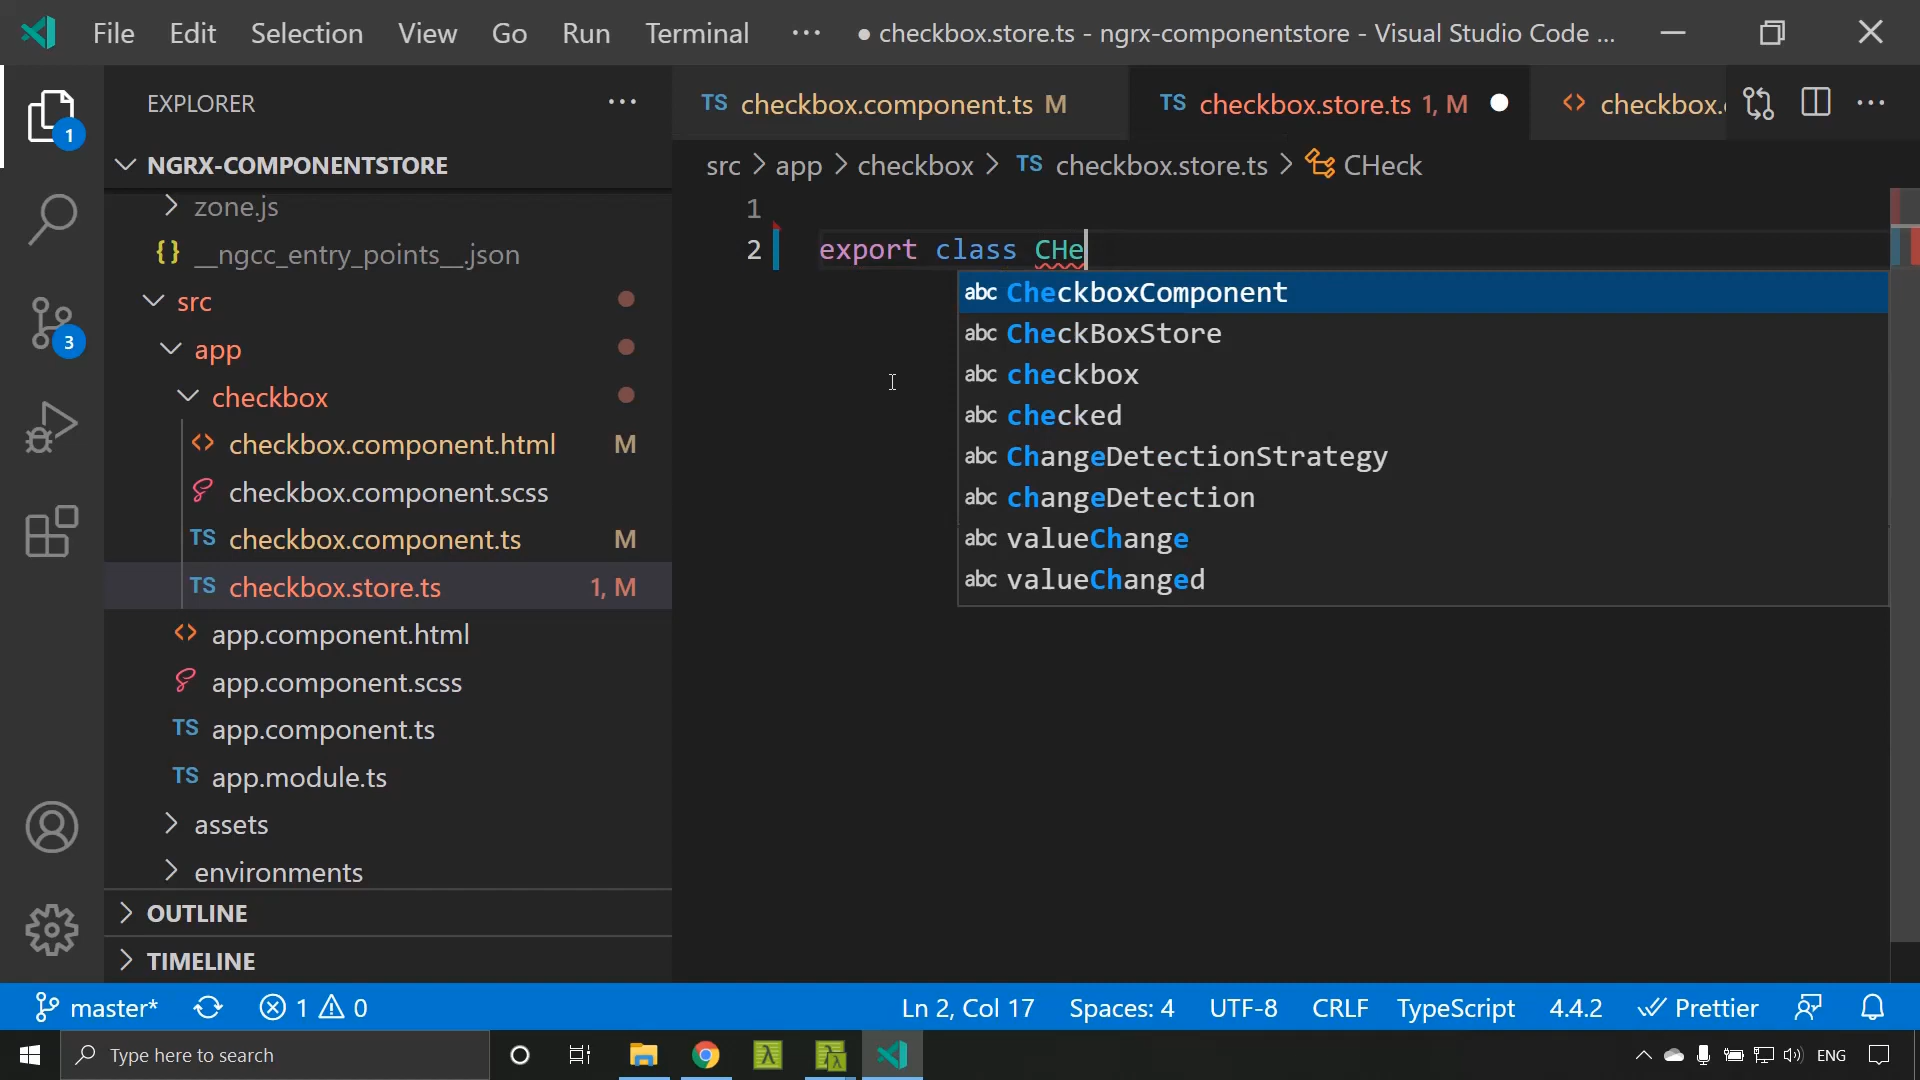 File Edit Selection View Go Run Terminal ··· ● checkbox.store.ts - ngrx-componentstore - Visual Studio Code ...
EXPLORER ···
1
NGRX-COMPONENTSTORE
zone.js
{} __ngcc_entry_points__.json
src
app
checkbox
<> checkbox.component.html M
checkbox.component.scss
TS checkbox.component.ts M
TS checkbox.store.ts 1, M
<> app.component.html
app.component.scss
TS app.component.ts
TS app.module.ts
assets
environments
OUTLINE
TIMELINE
3
TS checkbox.component.ts M TS checkbox.store.ts 1, M ● <> checkbox. ···
src > app > checkbox > TS checkbox.store.ts > CHeck
1
2 export class CHe
abc CheckboxComponent
abc CheckBoxStore
abc checkbox
abc checked
abc ChangeDetectionStrategy
abc changeDetection
abc valueChange
abc valueChanged
master* 1 0 Ln 2, Col 17 Spaces: 4 UTF-8 CRLF TypeScript 4.4.2 Prettier
Type here to search ENG